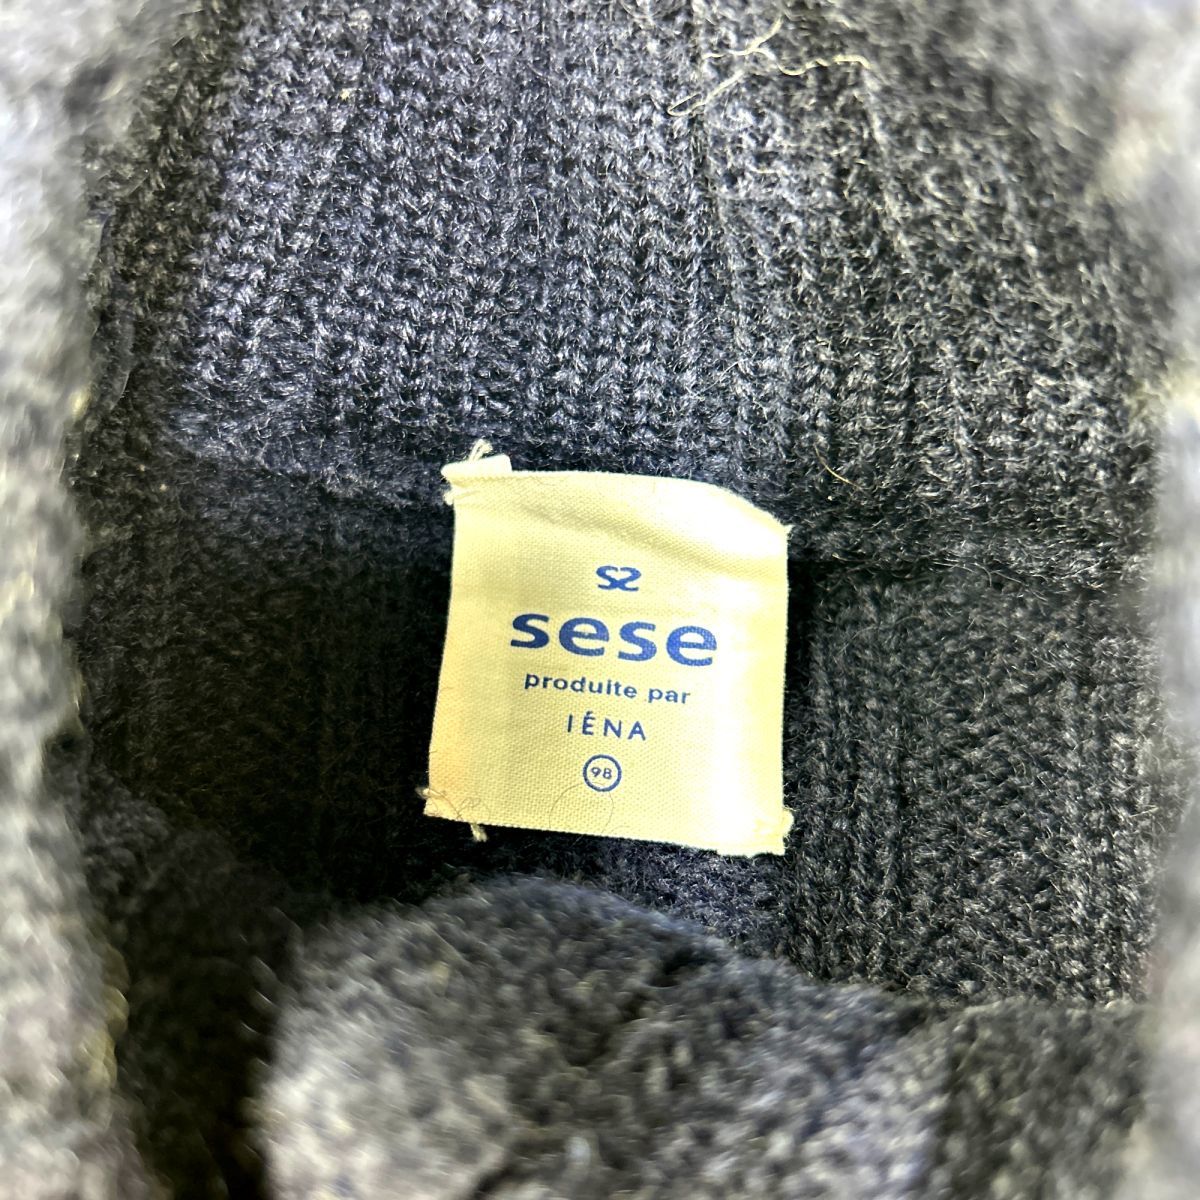 S2
sese
produite par
IÉNA
98